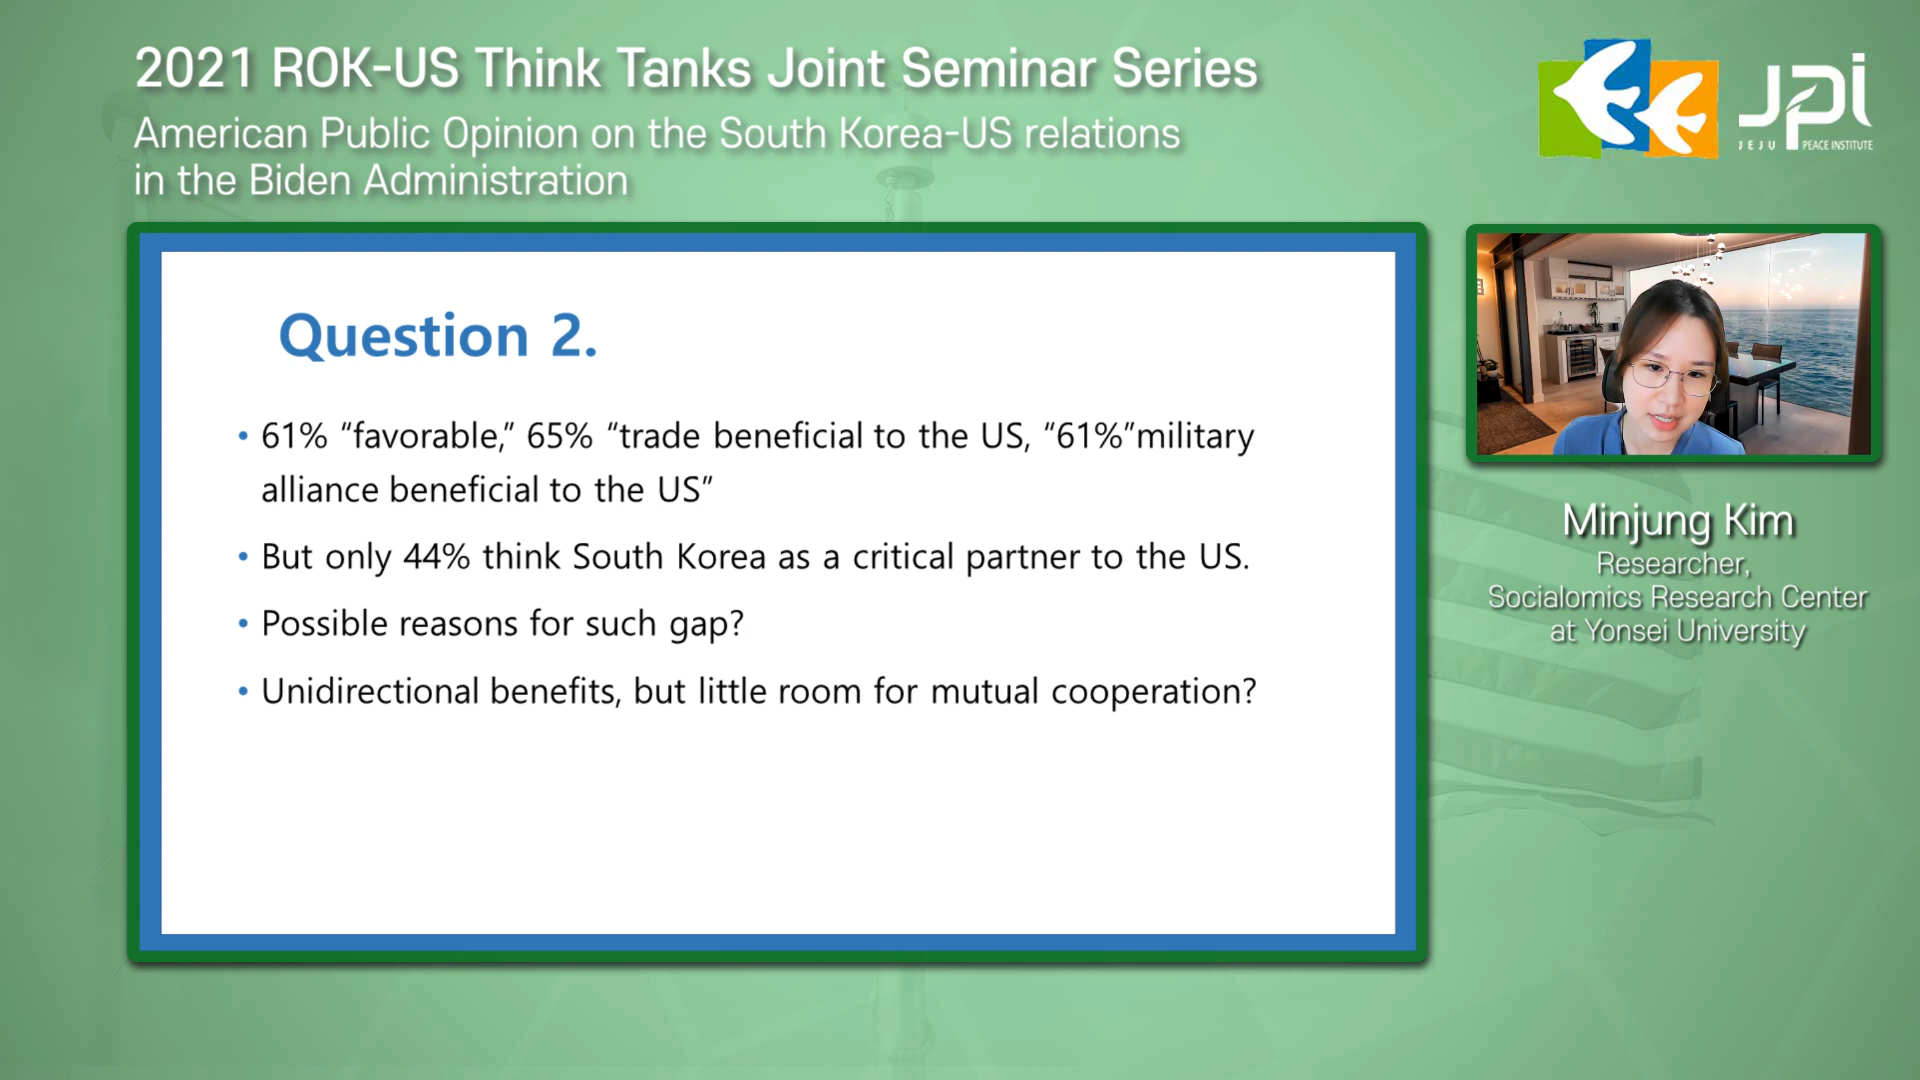 2021 ROK-US Think Tanks Joint Seminar Series
American Public Opinion on the South Korea-US relations
in the Biden Administration
JPI
JEJU PEACE INSTITUTE
Question 2.
• 61% “favorable,” 65% “trade beneficial to the US, “61%”military
alliance beneficial to the US”
• But only 44% think South Korea as a critical partner to the US.
• Possible reasons for such gap?
• Unidirectional benefits, but little room for mutual cooperation?
Minjung Kim
Researcher,
Socialomics Research Center
at Yonsei University